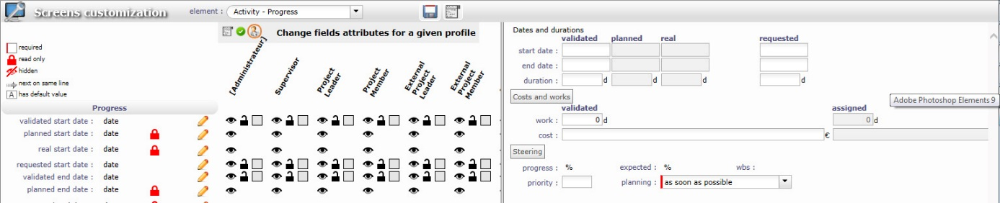 Screens customization
element : Activity - Progress
Change fields attributes for a given profile
required
read only
hidden
next on same line
A has default value
[Administrateur]
Supervisor
Project Leader
Project Member
External Project Leader
External Project Member
Progress
validated start date : date
planned start date : date
real start date : date
requested start date : date
validated end date : date
planned end date : date
Dates and durations
validated planned real requested
start date :
end date :
duration : d d d d
Costs and works
validated assigned
work : 0 d 0 d
cost : €
Steering
progress : % expected : % wbs :
priority : planning : as soon as possible
Adobe Photoshop Elements 9